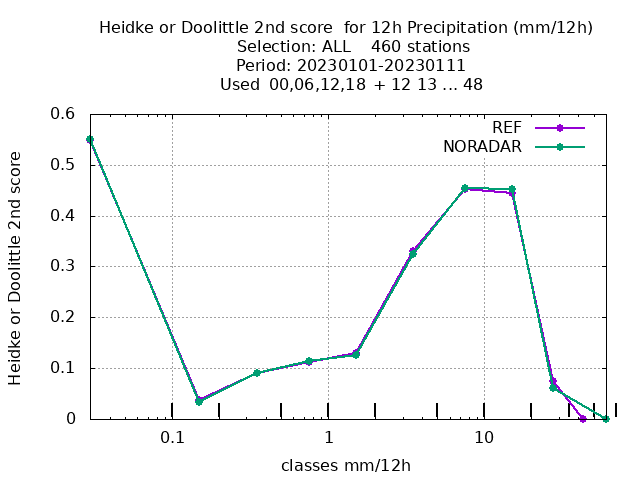 Heidke or Doolittle 2nd score  for 12h Precipitation (mm/12h)
Selection: ALL    460 stations
Period: 20230101-20230111
Used  00,06,12,18  + 12 13 ... 48
REF
NORADAR
Heidke or Doolittle 2nd score
0.6
0.5
0.4
0.3
0.2
0.1
0
0.1
1
10
classes mm/12h